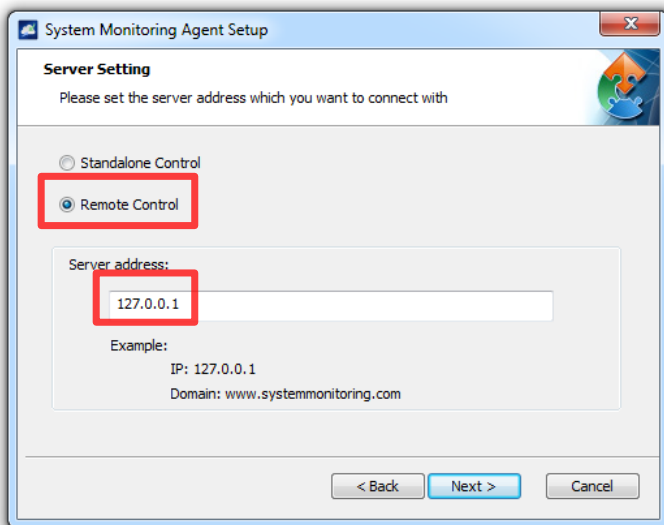 System Monitoring Agent Setup
Server Setting
Please set the server address which you want to connect with
Standalone Control
Remote Control
Server address:
127.0.0.1
Example:
IP: 127.0.0.1
Domain: www.systemmonitoring.com
< Back Next > Cancel